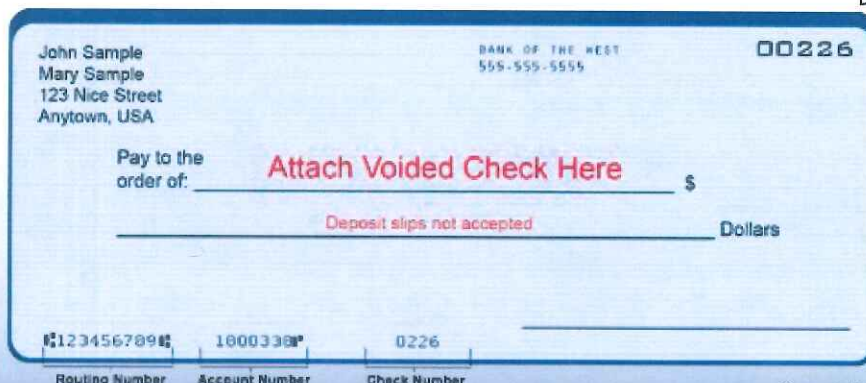 John Sample
Mary Sample
123 Nice Street
Anytown, USA
BANK OF THE WEST
555-555-5555
00226
Pay to the
order of:
Attach Voided Check Here
$
Deposit slips not accepted
Dollars
⑆123456789⑆ 1000338⑈ 0226
Routing Number Account Number Check Number